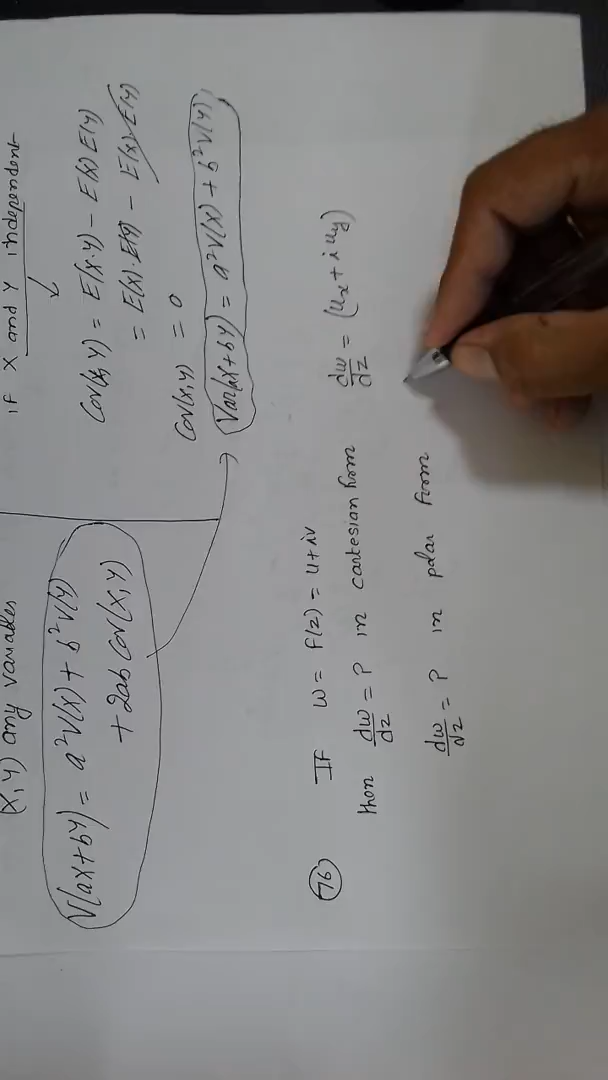 (X, Y) any variables
V(ax+by) = a²V(X) + b²V(Y)
+ 2ab Cov(X, Y)
if X and Y independent
Cov(X, Y) = E(X·Y) − E(X) E(Y)
= E(X)·E(Y) − E(X) E(Y)
Cov(X, Y) = 0
Var(ax+by) = a²V(X) + b²V(Y)
76 If w = f(z) = u+iv
then dw/dz = ? in cartesian form dw/dz = (ux + i uy)
dw/dz = ? in polar form